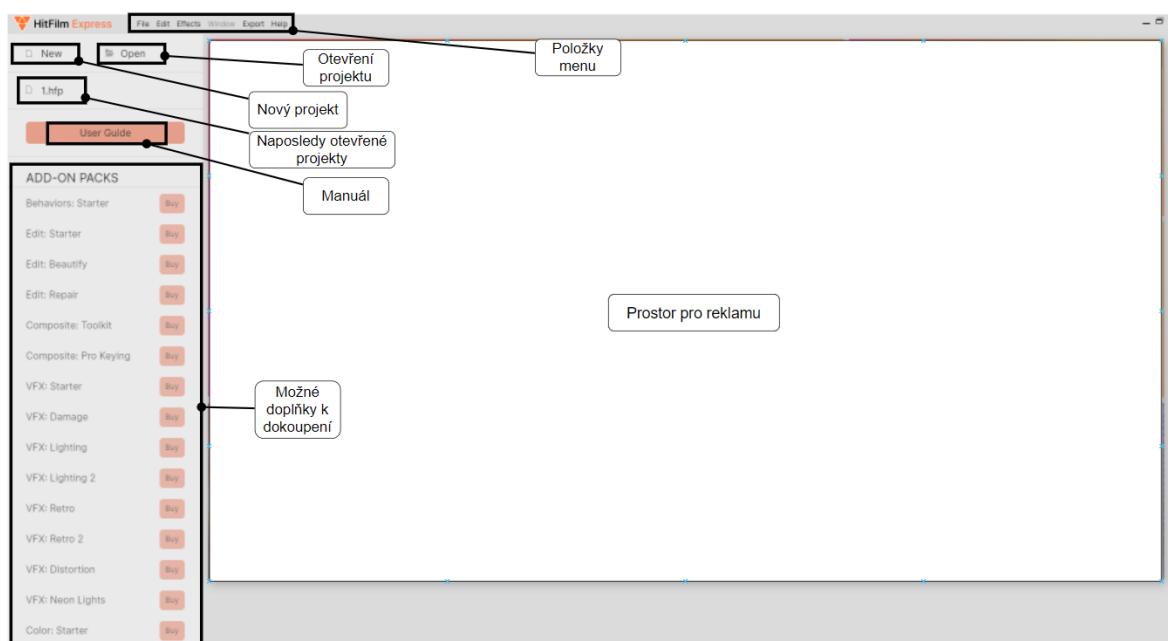 HitFilm Express
File Edit Effects Window Export Help
New
Open
Položky
menu
Otevření
projektu
1.hfp
Nový projekt
User Guide
Naposledy otevřené
projekty
Manuál
ADD-ON PACKS
Behaviors: Starter Buy
Edit: Starter Buy
Edit: Beautify Buy
Edit: Repair Buy
Prostor pro reklamu
Composite: Toolkit Buy
Composite: Pro Keying Buy
VFX: Starter Buy
Možné
doplňky k
dokoupení
VFX: Damage Buy
VFX: Lighting Buy
VFX: Lighting 2 Buy
VFX: Retro Buy
VFX: Retro 2 Buy
VFX: Distortion Buy
VFX: Neon Lights Buy
Color: Starter Buy